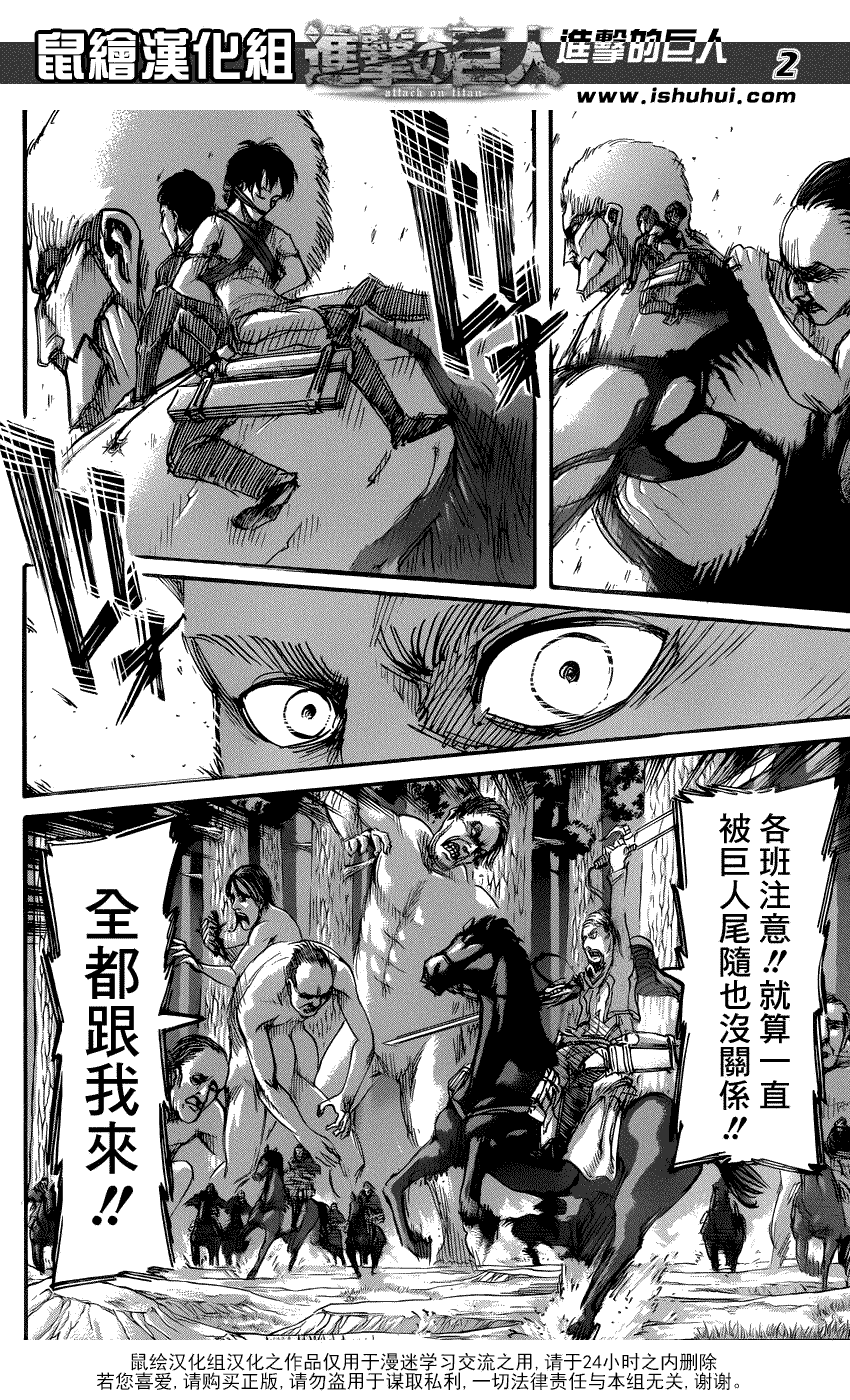 鼠繪漢化組
進撃の巨人
attack on titan
進擊的巨人
2
www.ishuhui.com
各班注意!!就算一直
被巨人尾隨也沒關係!!
全都跟我來!!
鼠绘汉化组汉化之作品仅用于漫迷学习交流之用,请于24小时之内删除
若您喜爱,请购买正版,请勿盗用于谋取私利,一切法律责任与本组无关,谢谢。